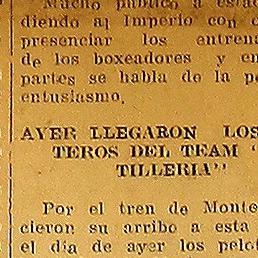 Mucho público a estado
diendo al Imperio con
presenciar los entrena
de los boxeadores y en
partes se habla de la pe
entusiasmo.
AYER LLEGARON LOS
TEROS DEL TEAM "
TILLERIA"
Por el tren de Monte
cieron su arribo a esta
el día de ayer los pelot